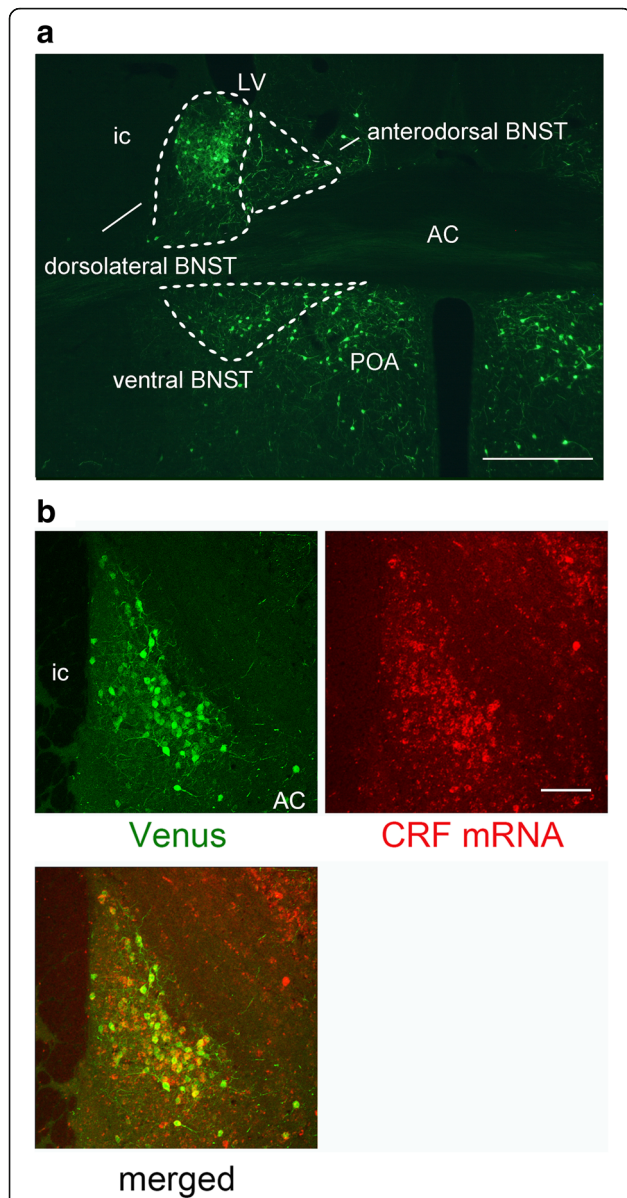 a
LV
ic
anterodorsal BNST
AC
dorsolateral BNST
POA
ventral BNST
b
ic
AC
Venus
CRF mRNA
merged